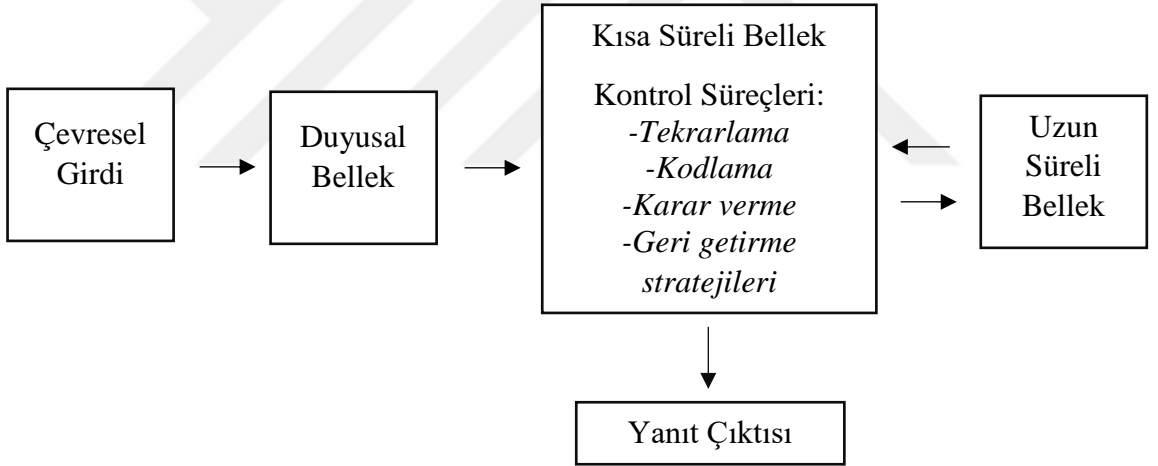 Çevresel
Girdi
Duyusal
Bellek
Kısa Süreli Bellek
Kontrol Süreçleri:
-Tekrarlama
-Kodlama
-Karar verme
-Geri getirme
stratejileri
Uzun
Süreli
Bellek
Yanıt Çıktısı